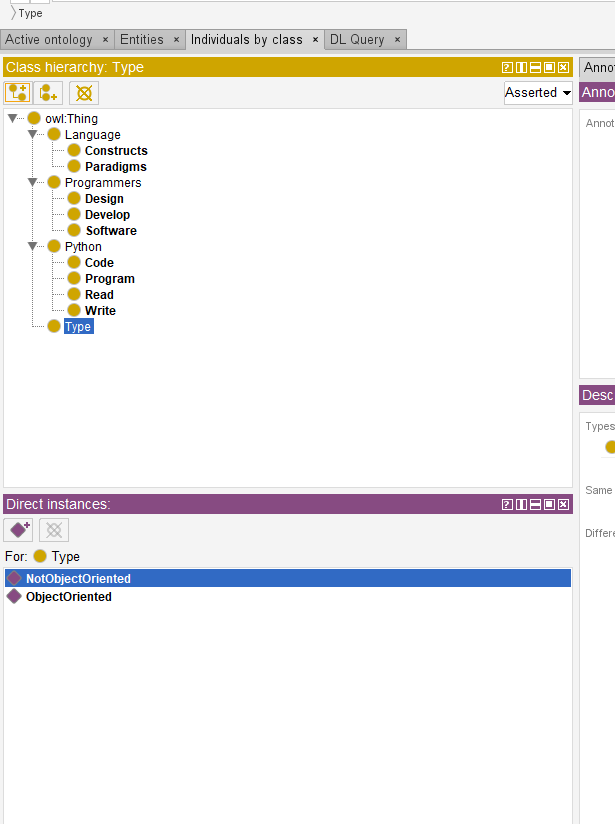 Type
Active ontology × Entities × Individuals by class × DL Query ×
Class hierarchy: Type
Asserted
owl:Thing
Language
Constructs
Paradigms
Programmers
Design
Develop
Software
Python
Code
Program
Read
Write
Type
Direct instances:
For: Type
NotObjectOriented
ObjectOriented
Annot
Anno
Annot
Desc
Types
Same
Differe